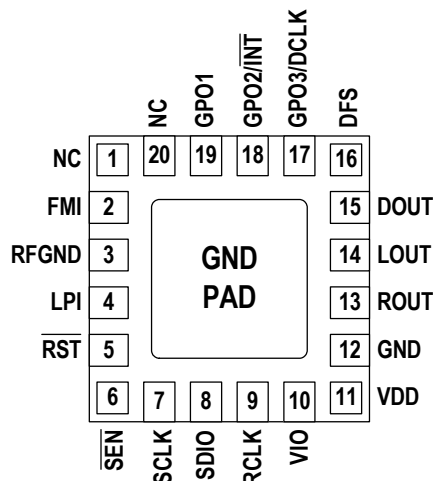 NC
GPO1
GPO2/INT
GPO3/DCLK
DFS
20
19
18
17
16
NC 1
FMI 2
RFGND 3
LPI 4
RST 5
GND
PAD
15 DOUT
14 LOUT
13 ROUT
12 GND
11 VDD
6
7
8
9
10
SEN
SCLK
SDIO
RCLK
VIO